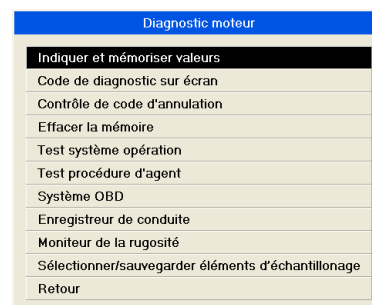 Diagnostic moteur
Indiquer et mémoriser valeurs
Code de diagnostic sur écran
Contrôle de code d'annulation
Effacer la mémoire
Test système opération
Test procédure d'agent
Système OBD
Enregistreur de conduite
Moniteur de la rugosité
Sélectionner/sauvegarder éléments d'échantillonage
Retour